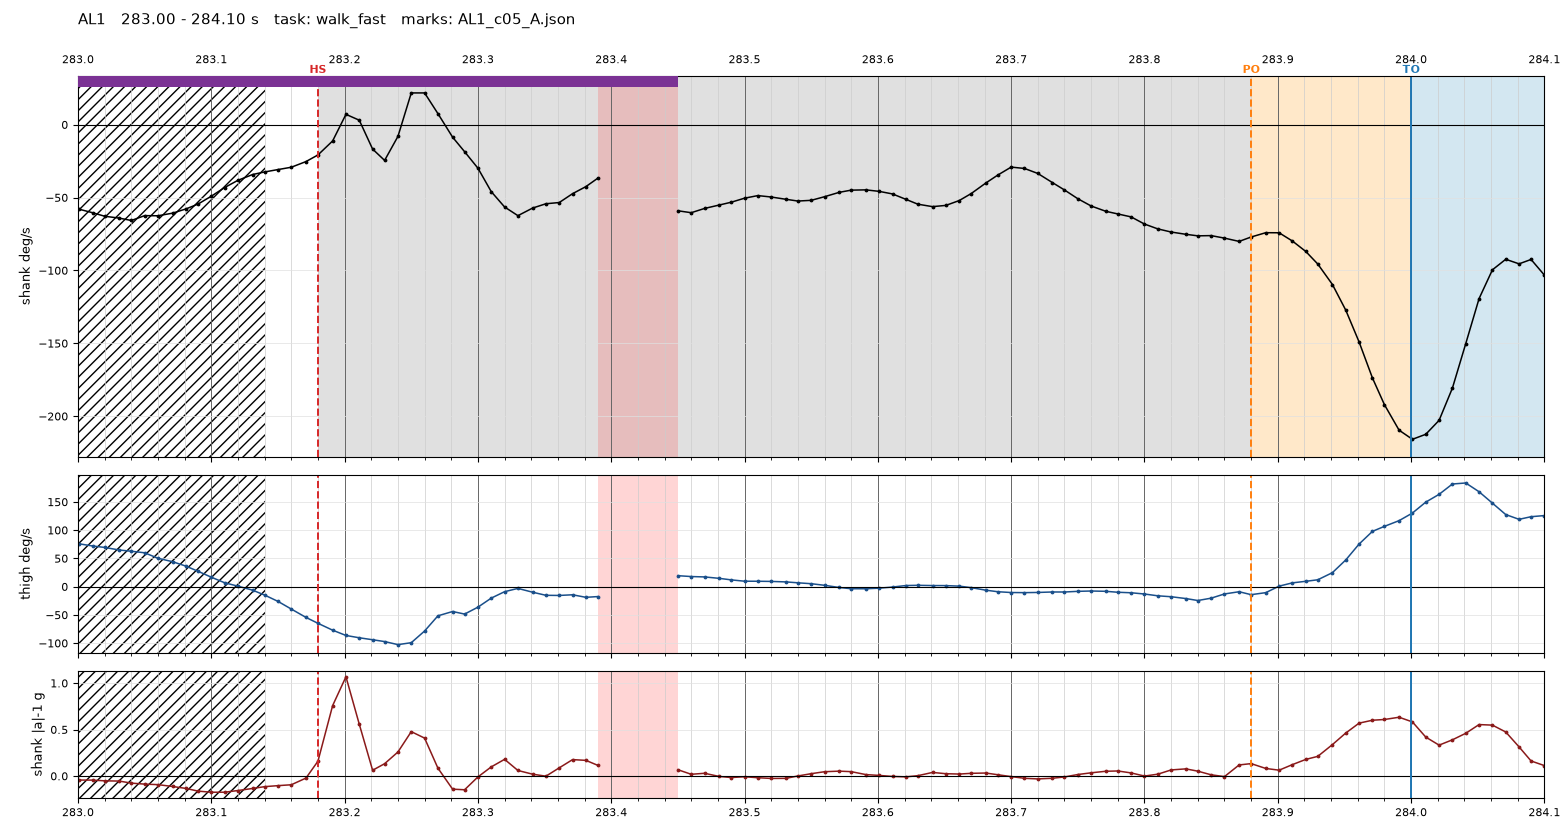 AL1   283.00 - 284.10 s   task: walk_fast   marks: AL1_c05_A.json
283.0 283.1 283.2 283.3 283.4 283.5 283.6 283.7 283.8 283.9 284.0 284.1
HS PO TO
shank deg/s
0
−50
−100
−150
−200
thigh deg/s
150
100
50
0
−50
−100
shank |a|-1 g
1.0
0.5
0.0
283.0 283.1 283.2 283.3 283.4 283.5 283.6 283.7 283.8 283.9 284.0 284.1